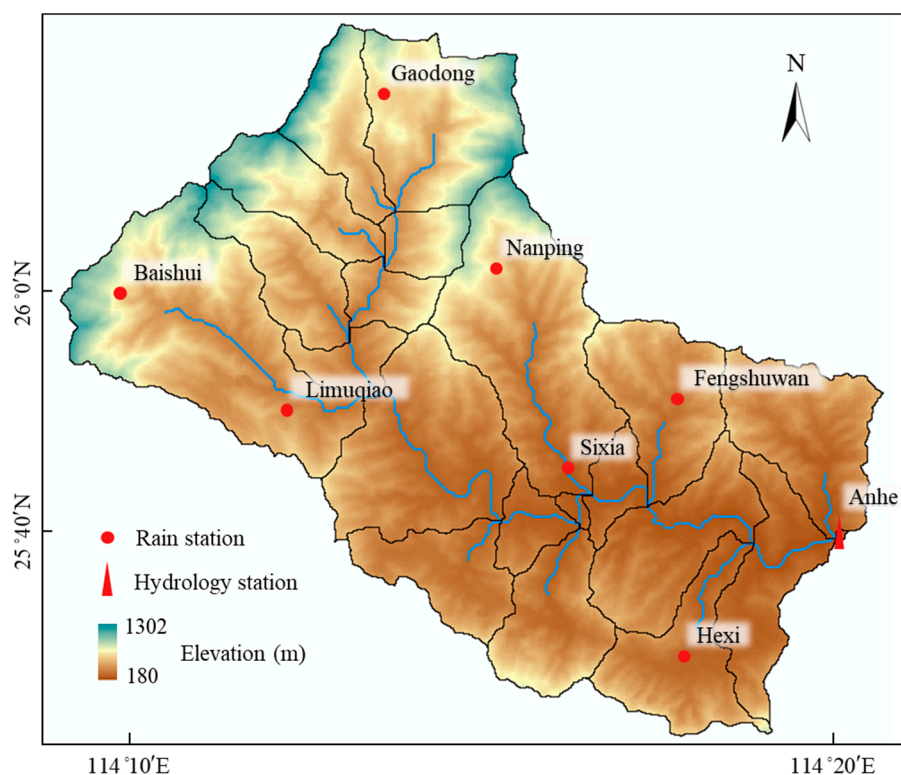 Gaodong
N
Nanping
Baishui
26°0′N
Fengshuwan
Limuqiao
Sixia
Anhe
25°40′N
Rain station
Hydrology station
1302
Elevation (m)
180
Hexi
114°10′E
114°20′E